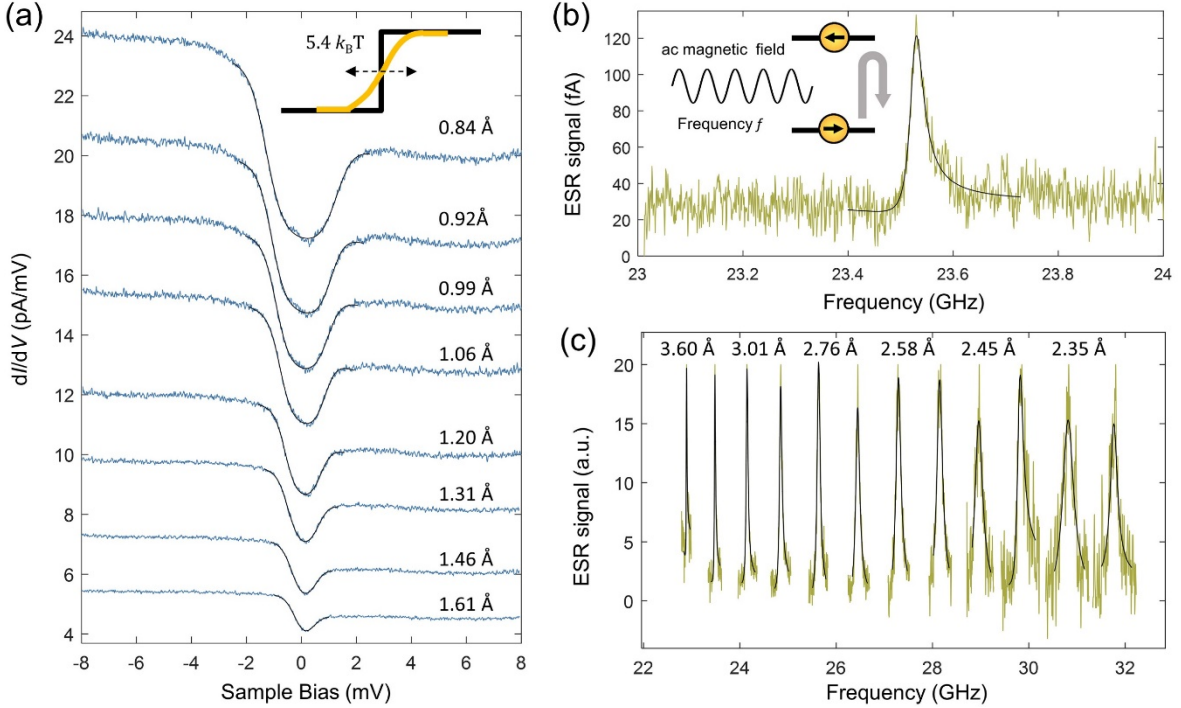 (a)
24
22
20
18
16
14
12
10
8
6
4
dI/dV (pA/mV)
5.4 kBT
0.84 Å
0.92Å
0.99 Å
1.06 Å
1.20 Å
1.31 Å
1.46 Å
1.61 Å
-8 -6 -4 -2 0 2 4 6 8
Sample Bias (mV)
(b)
120
100
80
60
40
20
0
ESR signal (fA)
ac magnetic field
Frequency f
23 23.2 23.4 23.6 23.8 24
Frequency (GHz)
(c)
3.60 Å 3.01 Å 2.76 Å 2.58 Å 2.45 Å 2.35 Å
20
15
10
5
0
ESR signal (a.u.)
22 24 26 28 30 32
Frequency (GHz)